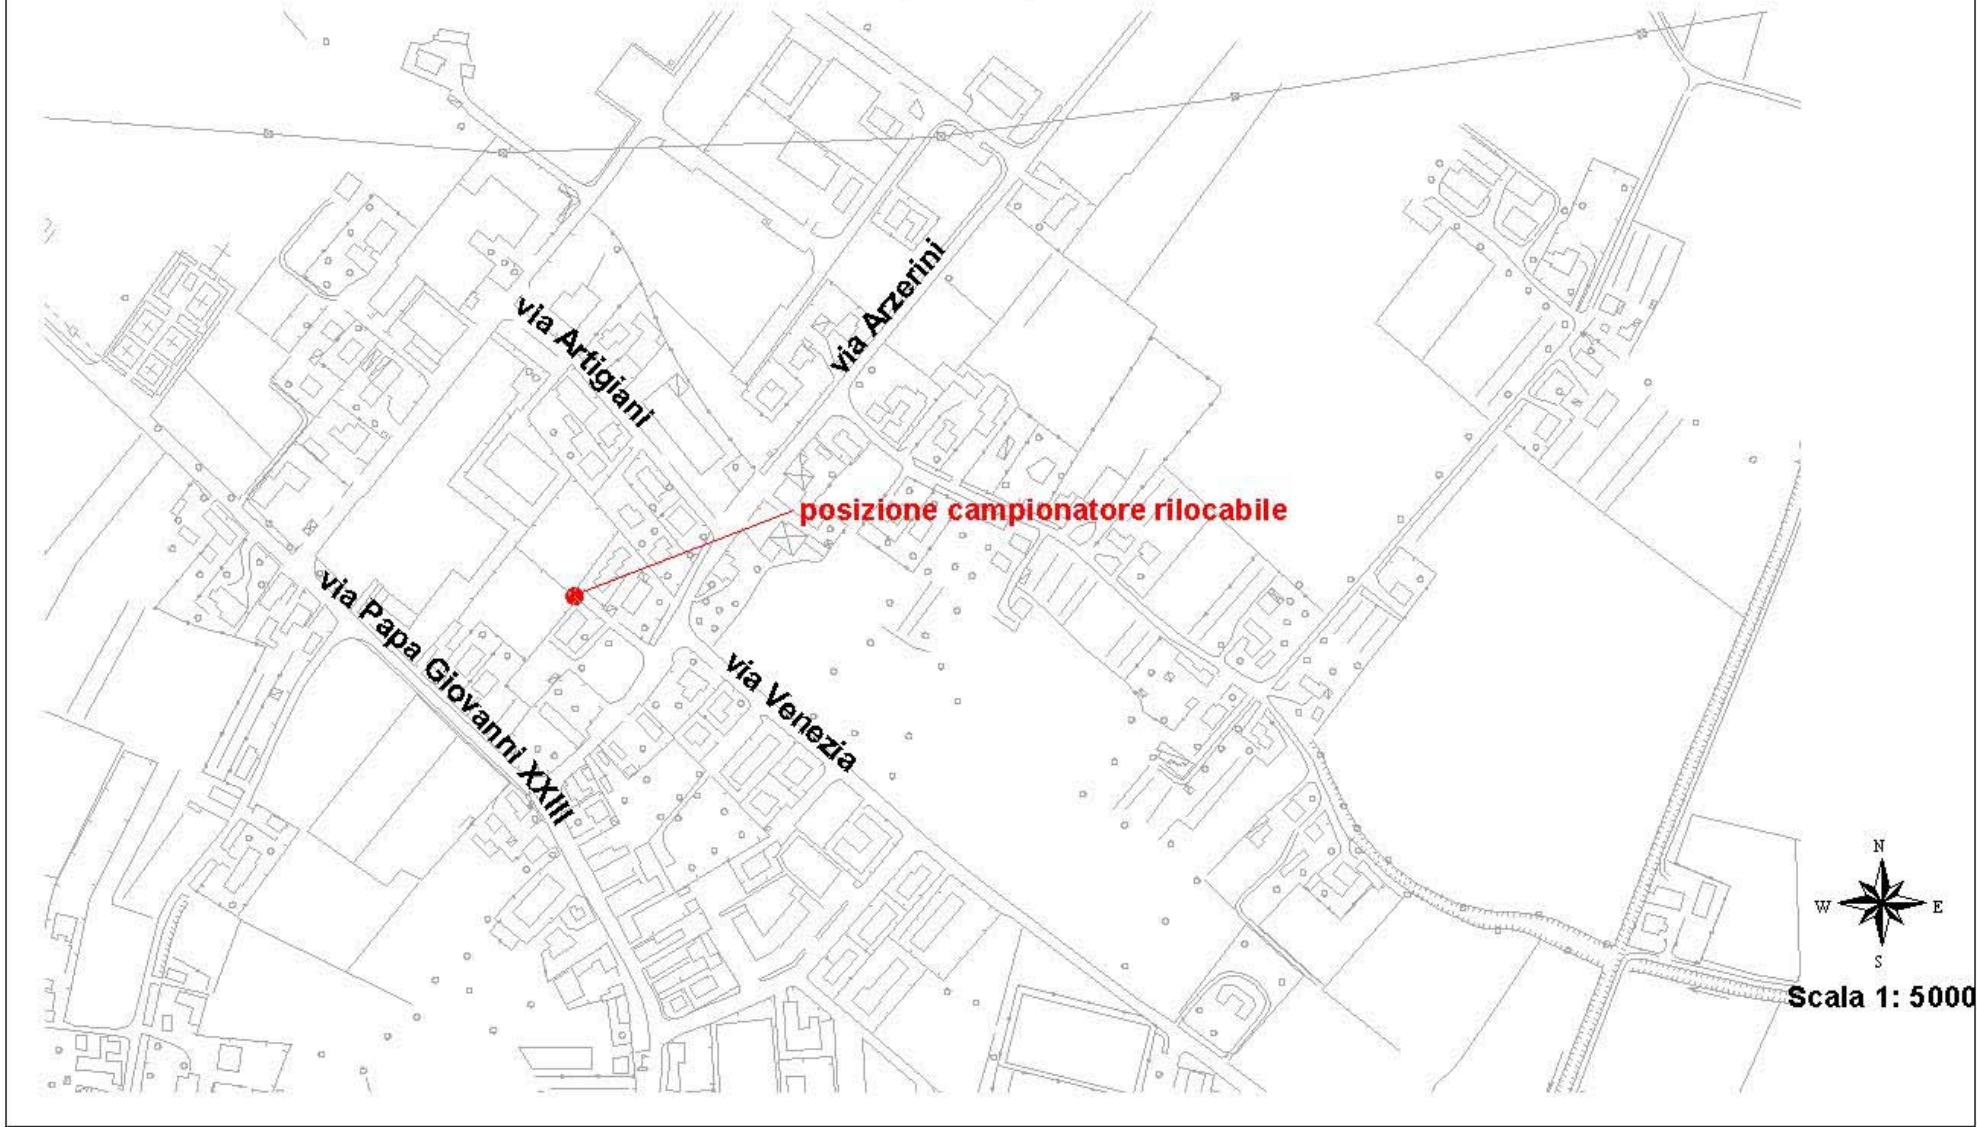 via Arzerini
via Artigiani
posizione campionatore rilocabile
via Papa Giovanni XXIII
via Venezia
N
W
E
S
Scala 1: 5000